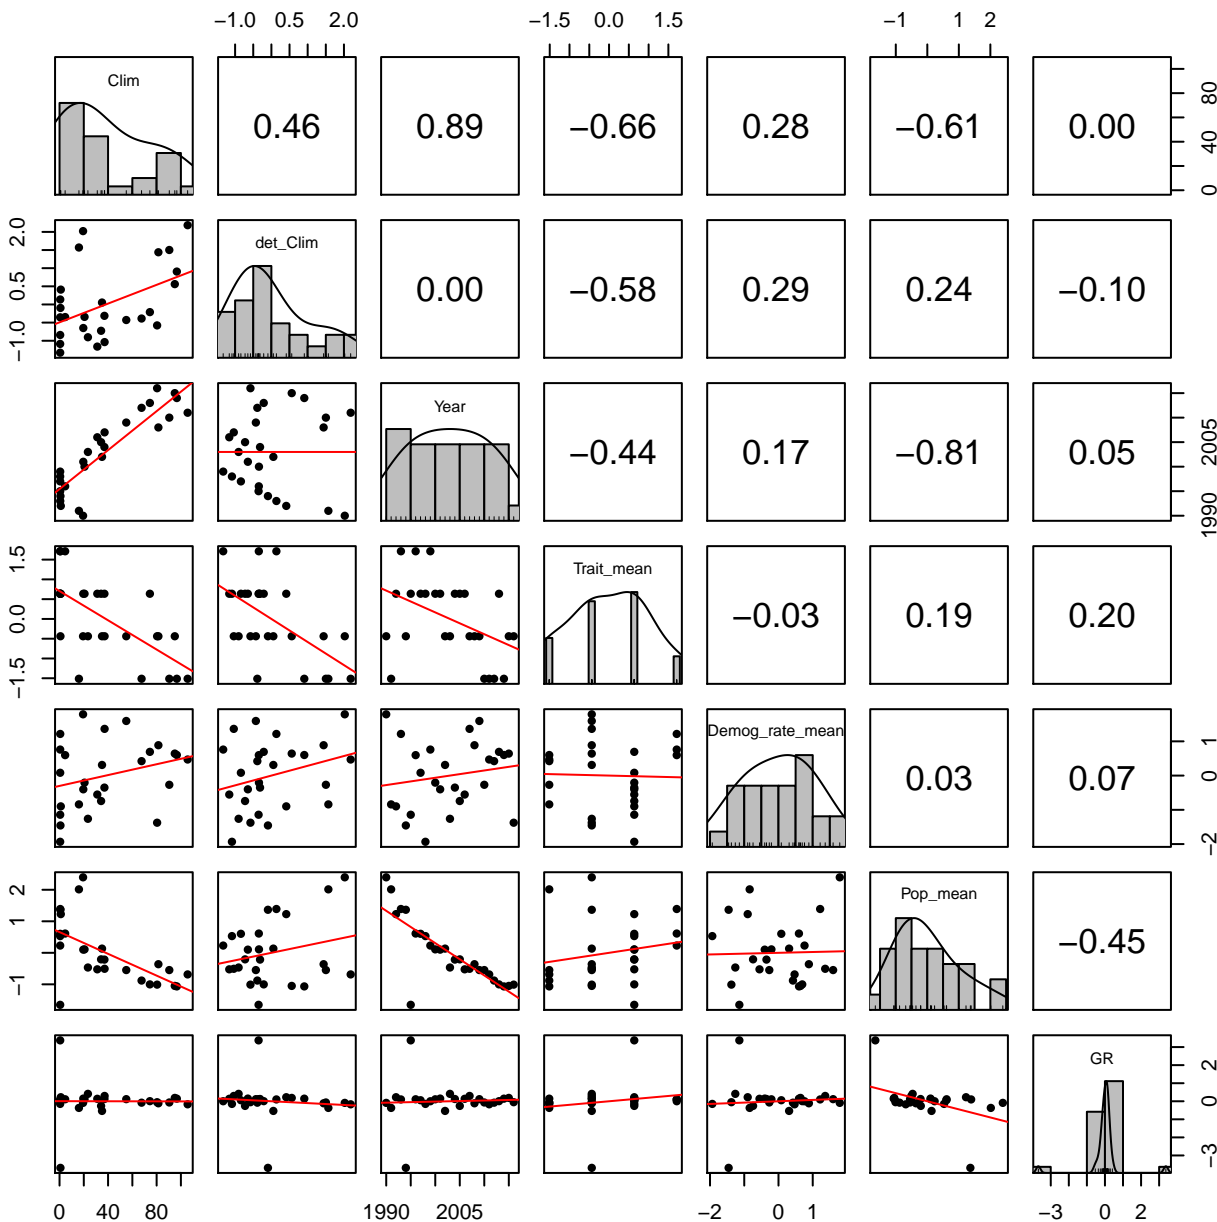 −1.0 0.5 2.0 −1.5 0.0 1.5 −1 1 2
Clim 0.46 0.89 −0.66 0.28 −0.61 0.00 0 40 80
−1.0 0.5 2.0 det_Clim 0.00 −0.58 0.29 0.24 −0.10
Year −0.44 0.17 −0.81 0.05 1990 2005
−1.5 0.0 1.5 Trait_mean −0.03 0.19 0.20
Demog_rate_mean 0.03 0.07 −2 0 1
−1 1 2 Pop_mean −0.45
GR −3 0 2
0 40 80 1990 2005 −2 0 1 −3 0 2